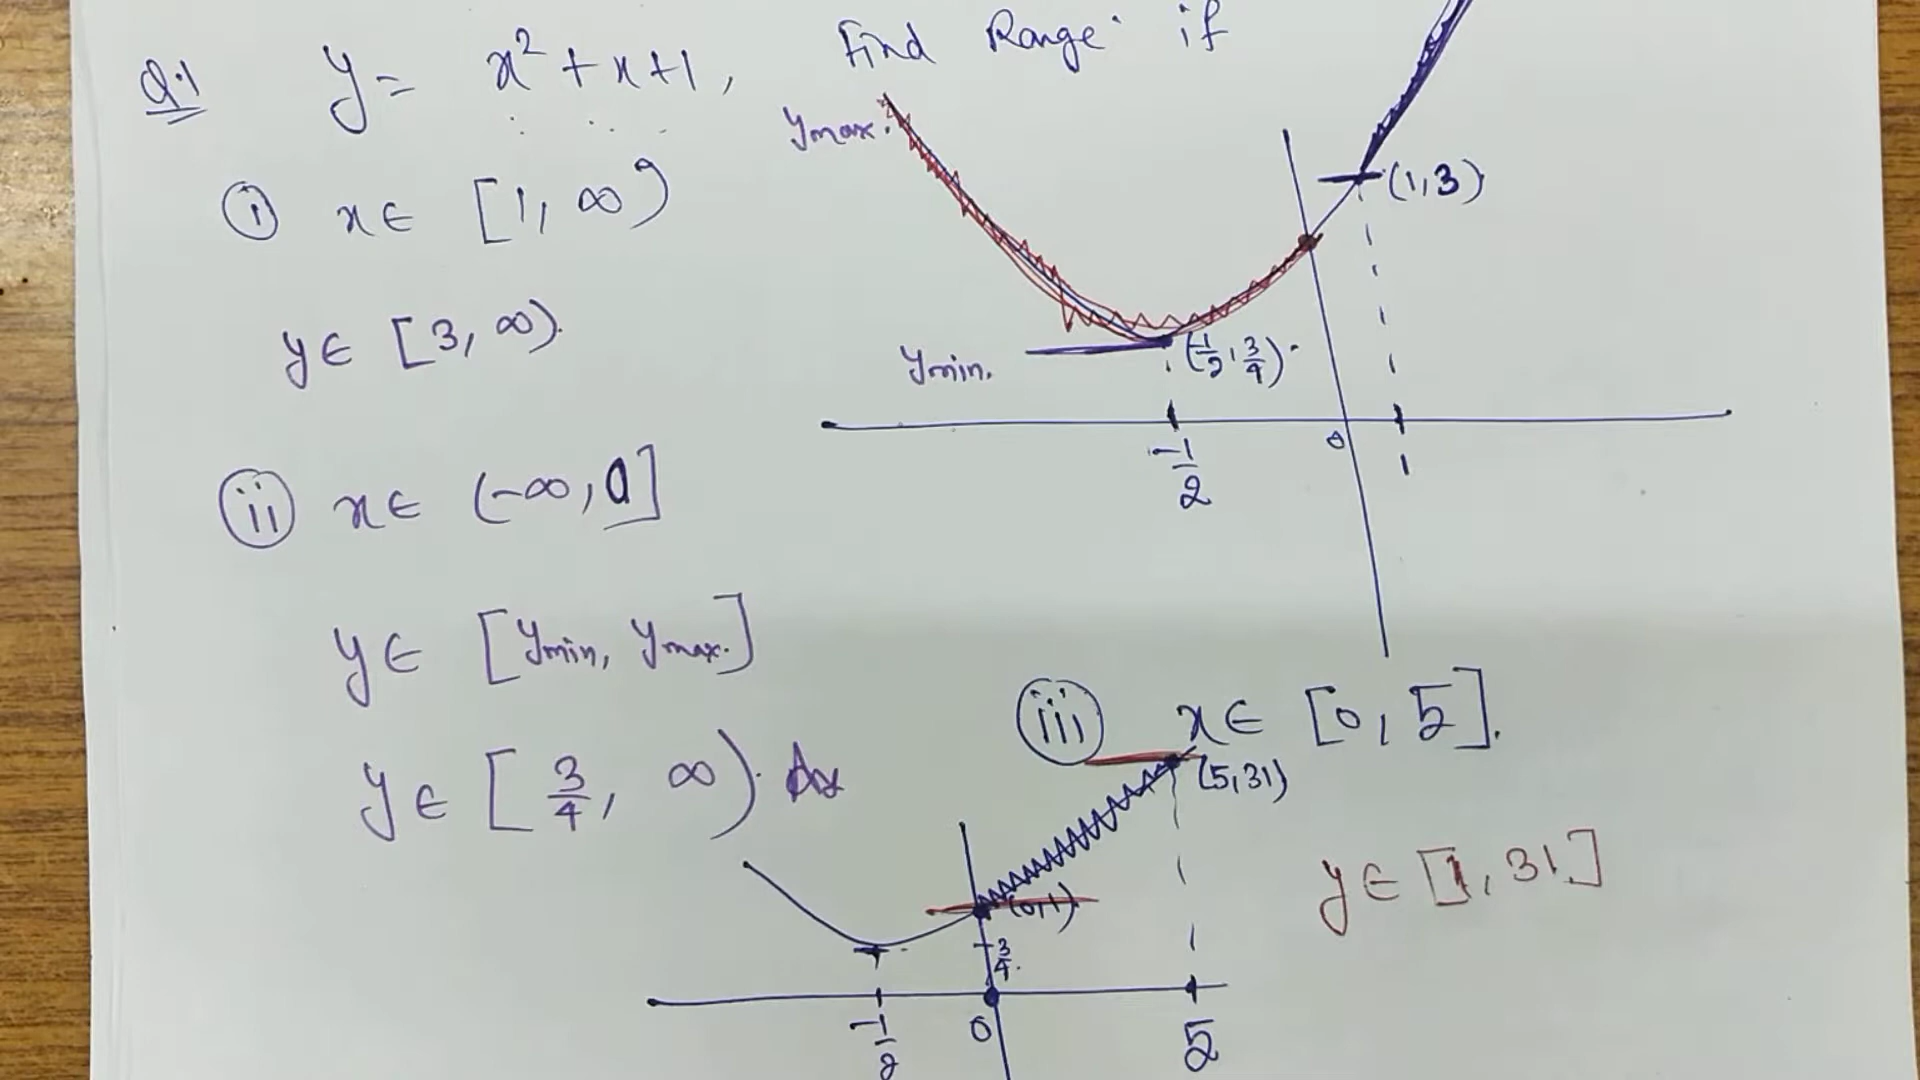 Q.1 y = x² + x + 1, Find Range if
(i) x ∈ [1, ∞)
y ∈ [3, ∞).
(ii) x ∈ (-∞, 0]
y ∈ [ymin, ymax.]
y ∈ [3/4, ∞). Ans
ymax.
(1, 3)
ymin.
(-1/2, 3/4).
-1/2
0
1
(iii) x ∈ [0, 5].
(5, 31)
(0, 1)
3/4.
y ∈ [1, 31]
-1/2
0
5